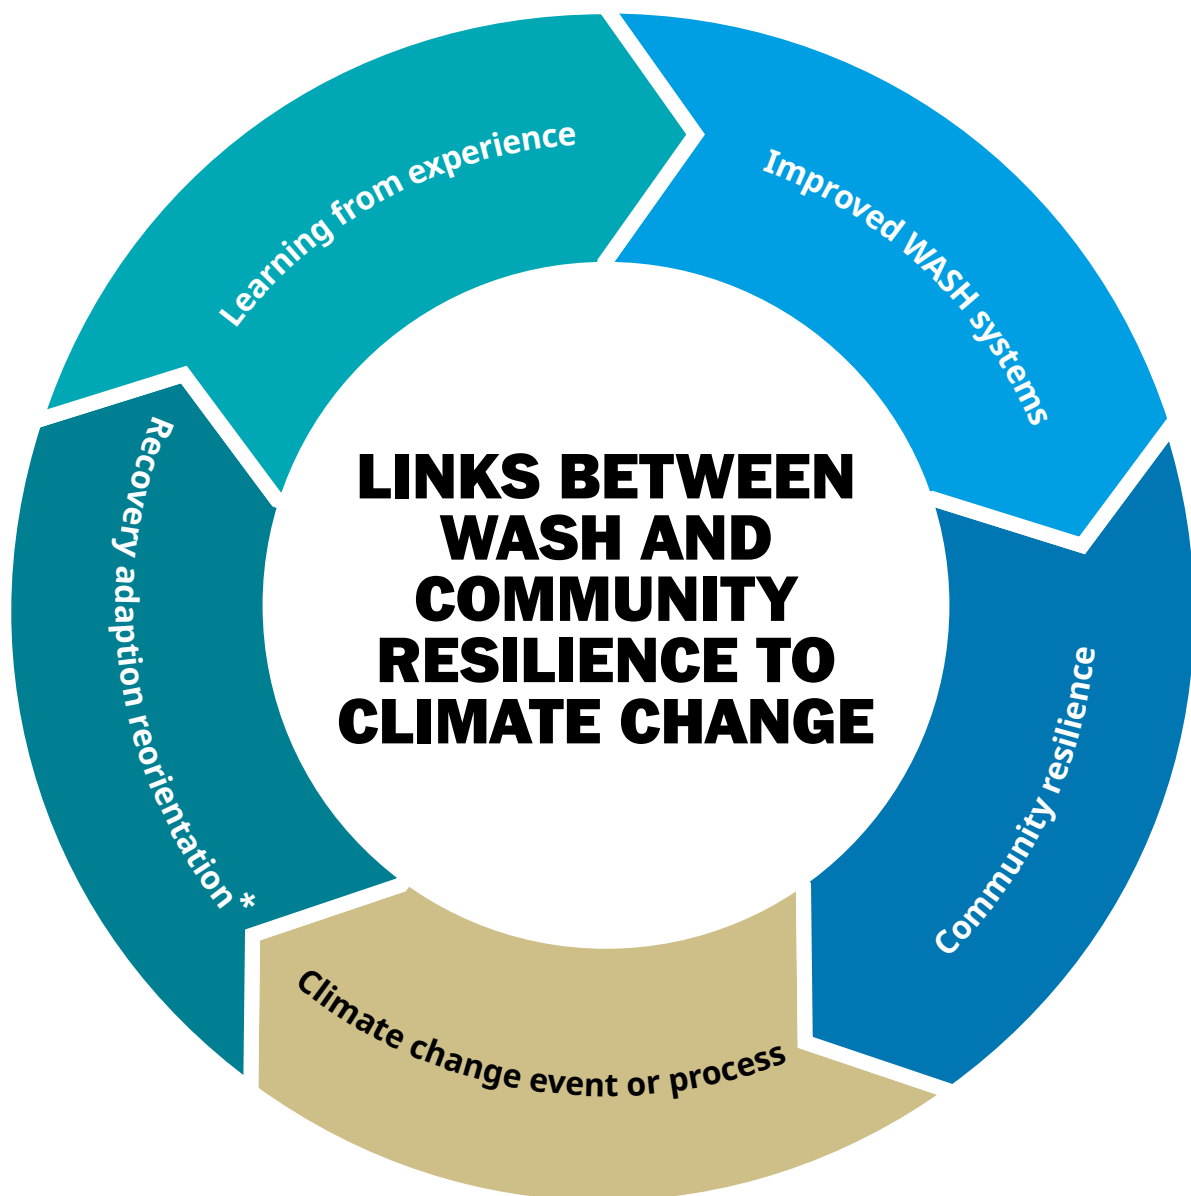 LINKS BETWEEN
WASH AND
COMMUNITY
RESILIENCE TO
CLIMATE CHANGE
Improved WASH systems
Community resilience
Climate change event or process
Recovery adaption reorientation *
Learning from experience